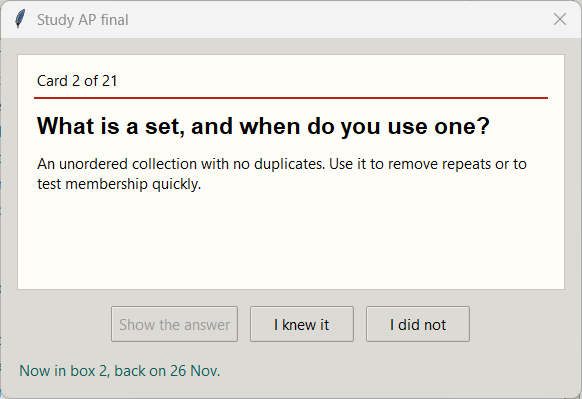 Study AP final
Card 2 of 21
What is a set, and when do you use one?
An unordered collection with no duplicates. Use it to remove repeats or to
test membership quickly.
Show the answer
I knew it
I did not
Now in box 2, back on 26 Nov.